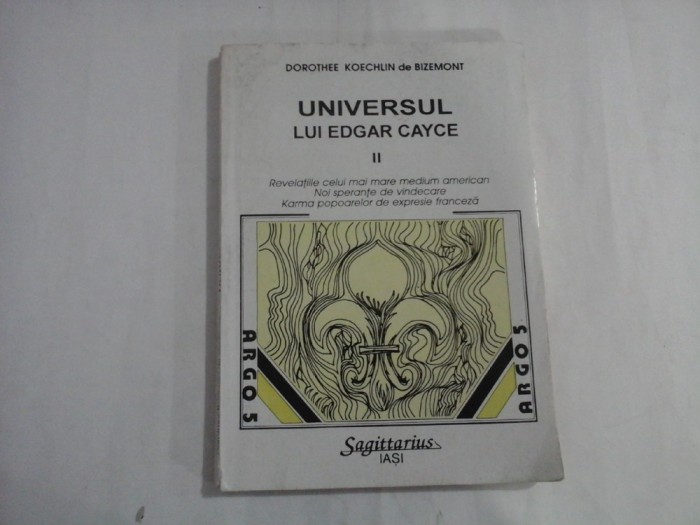 DOROTHEE KOECHLIN de BIZEMONT
UNIVERSUL
LUI EDGAR CAYCE
II
Revelațiile celui mai mare medium american
Noi speranțe de vindecare
Karma popoarelor de expresie franceză
ARGO 5
ARGO 5
Sagittarius
IAȘI